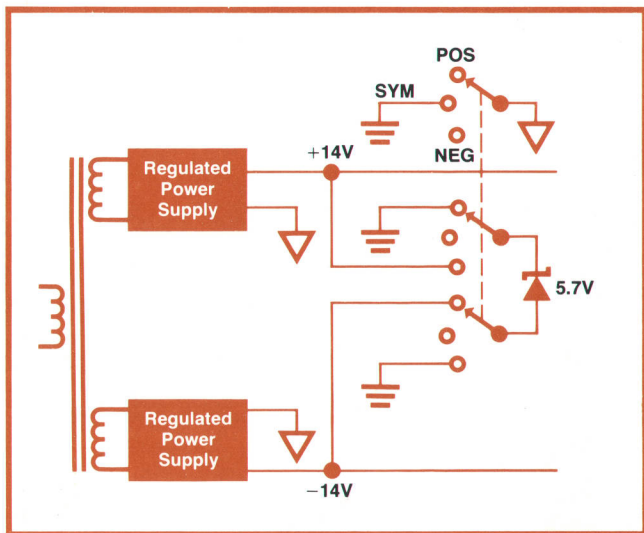 POS
SYM
NEG
+14V
Regulated
Power
Supply
5.7V
Regulated
Power
Supply
−14V